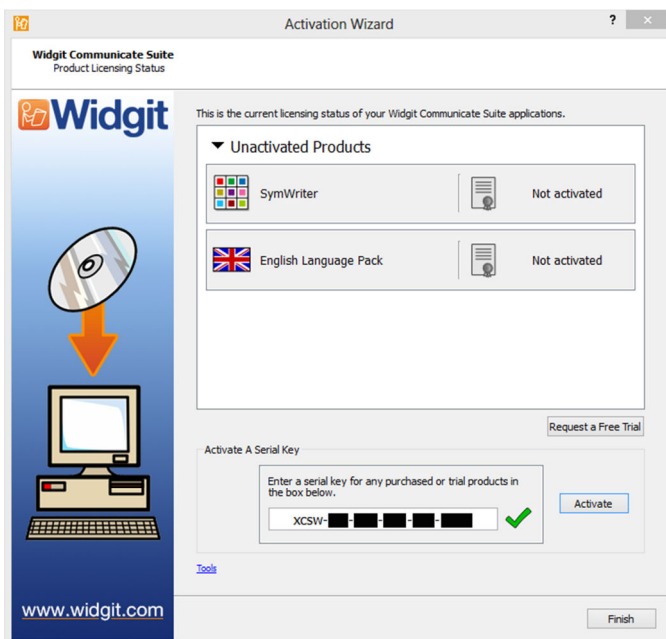 Activation Wizard
?
Widgit Communicate Suite
Product Licensing Status
Widgit
This is the current licensing status of your Widgit Communicate Suite applications.
Unactivated Products
SymWriter
Not activated
English Language Pack
Not activated
Request a Free Trial
Activate A Serial Key
Enter a serial key for any purchased or trial products in
the box below.
XCSW-
Activate
Tools
www.widgit.com
Finish